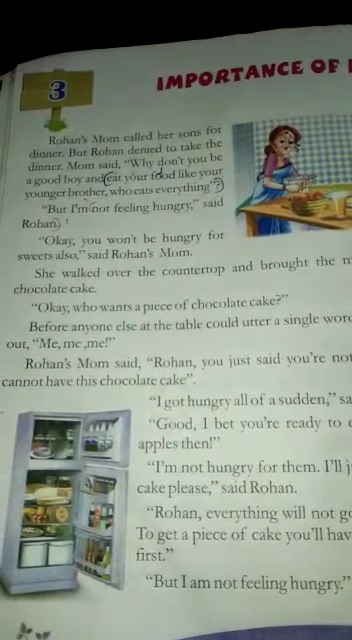 3
IMPORTANCE OF
Rohan's Mom called her sons for
dinner. But Rohan denied to take the
dinner. Mom said, "Why don't you be
a good boy and eat your food like your
younger brother, who eats everything"?
"But I'm not feeling hungry," said
Rohan.
"Okay, you won't be hungry for
sweets also," said Rohan's Mom.
She walked over the countertop and brought the
chocolate cake.
"Okay, who wants a piece of chocolate cake?"
Before anyone else at the table could utter a single
out, "Me, me ,me!"
Rohan's Mom said, "Rohan, you just said you're
cannot have this chocolate cake".
"I got hungry all of a sudden,"
"Good, I bet you're ready to
apples then!"
"I'm not hungry for them. I'll
cake please," said Rohan.
"Rohan, everything will not
To get a piece of cake you'll
first."
"But I am not feeling hungry."